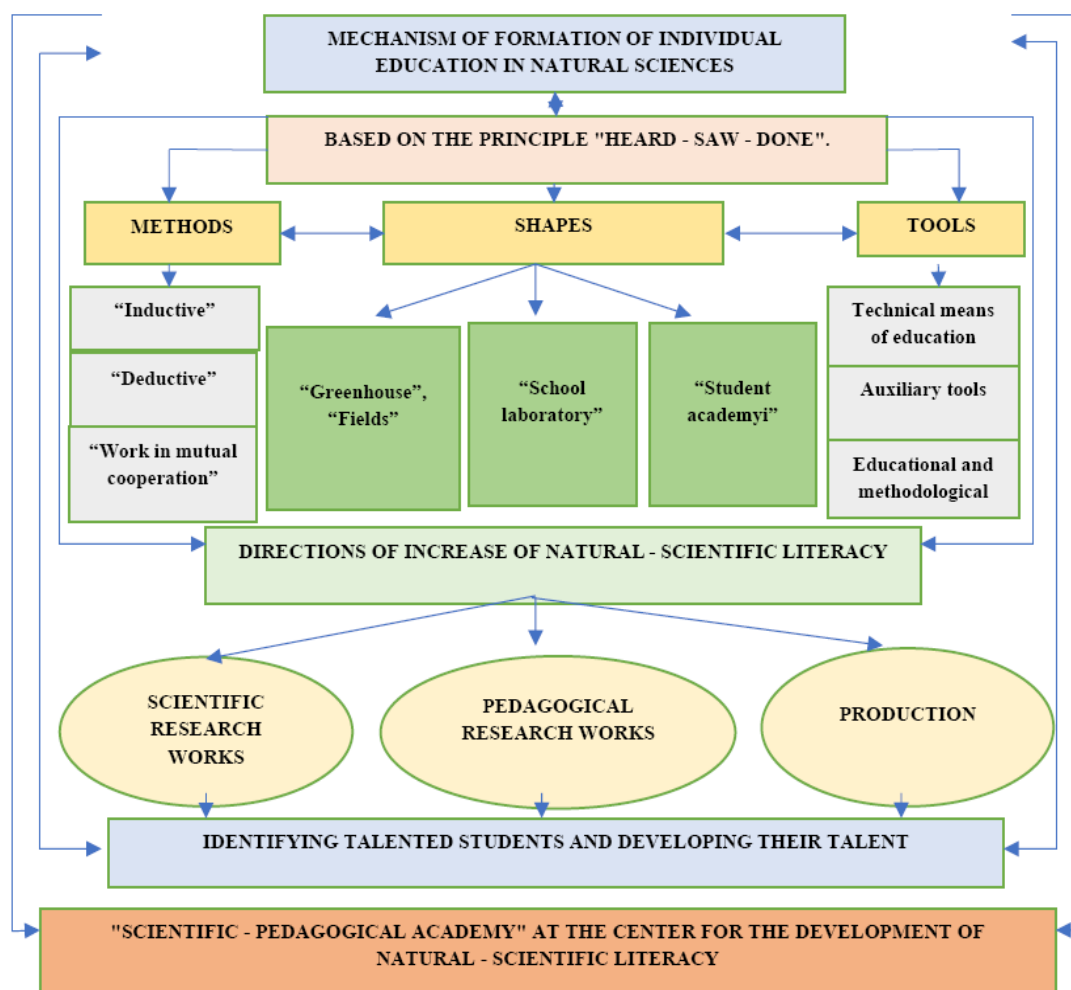 MECHANISM OF FORMATION OF INDIVIDUAL
EDUCATION IN NATURAL SCIENCES
BASED ON THE PRINCIPLE "HEARD - SAW - DONE".
METHODS
SHAPES
TOOLS
“Inductive”
“Deductive”
“Work in mutual
cooperation”
“Greenhouse”,
“Fields”
“School
laboratory”
“Student
academyi”
Technical means
of education
Auxiliary tools
Educational and
methodological
DIRECTIONS OF INCREASE OF NATURAL - SCIENTIFIC LITERACY
SCIENTIFIC
RESEARCH
WORKS
PEDAGOGICAL
RESEARCH WORKS
PRODUCTION
IDENTIFYING TALENTED STUDENTS AND DEVELOPING THEIR TALENT
"SCIENTIFIC - PEDAGOGICAL ACADEMY" AT THE CENTER FOR THE DEVELOPMENT OF
NATURAL - SCIENTIFIC LITERACY